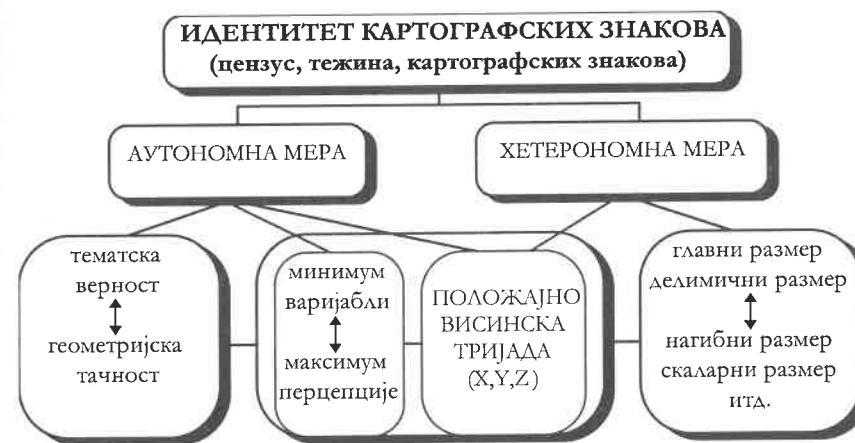 ИДЕНТИТЕТ КАРТОГРАФСКИХ ЗНАКОВА
(цензус, тежина, картографских знакова)
АУТОНОМНА МЕРА
ХЕТЕРОНОМНА МЕРА
тематска
верност
геометријска
тачност
минимум
варијабли
максимум
перцепције
ПОЛОЖАЈНО
ВИСИНСКА
ТРИЈАДА
(X,Y,Z)
главни размер
делимични размер
нагибни размер
скаларни размер
итд.